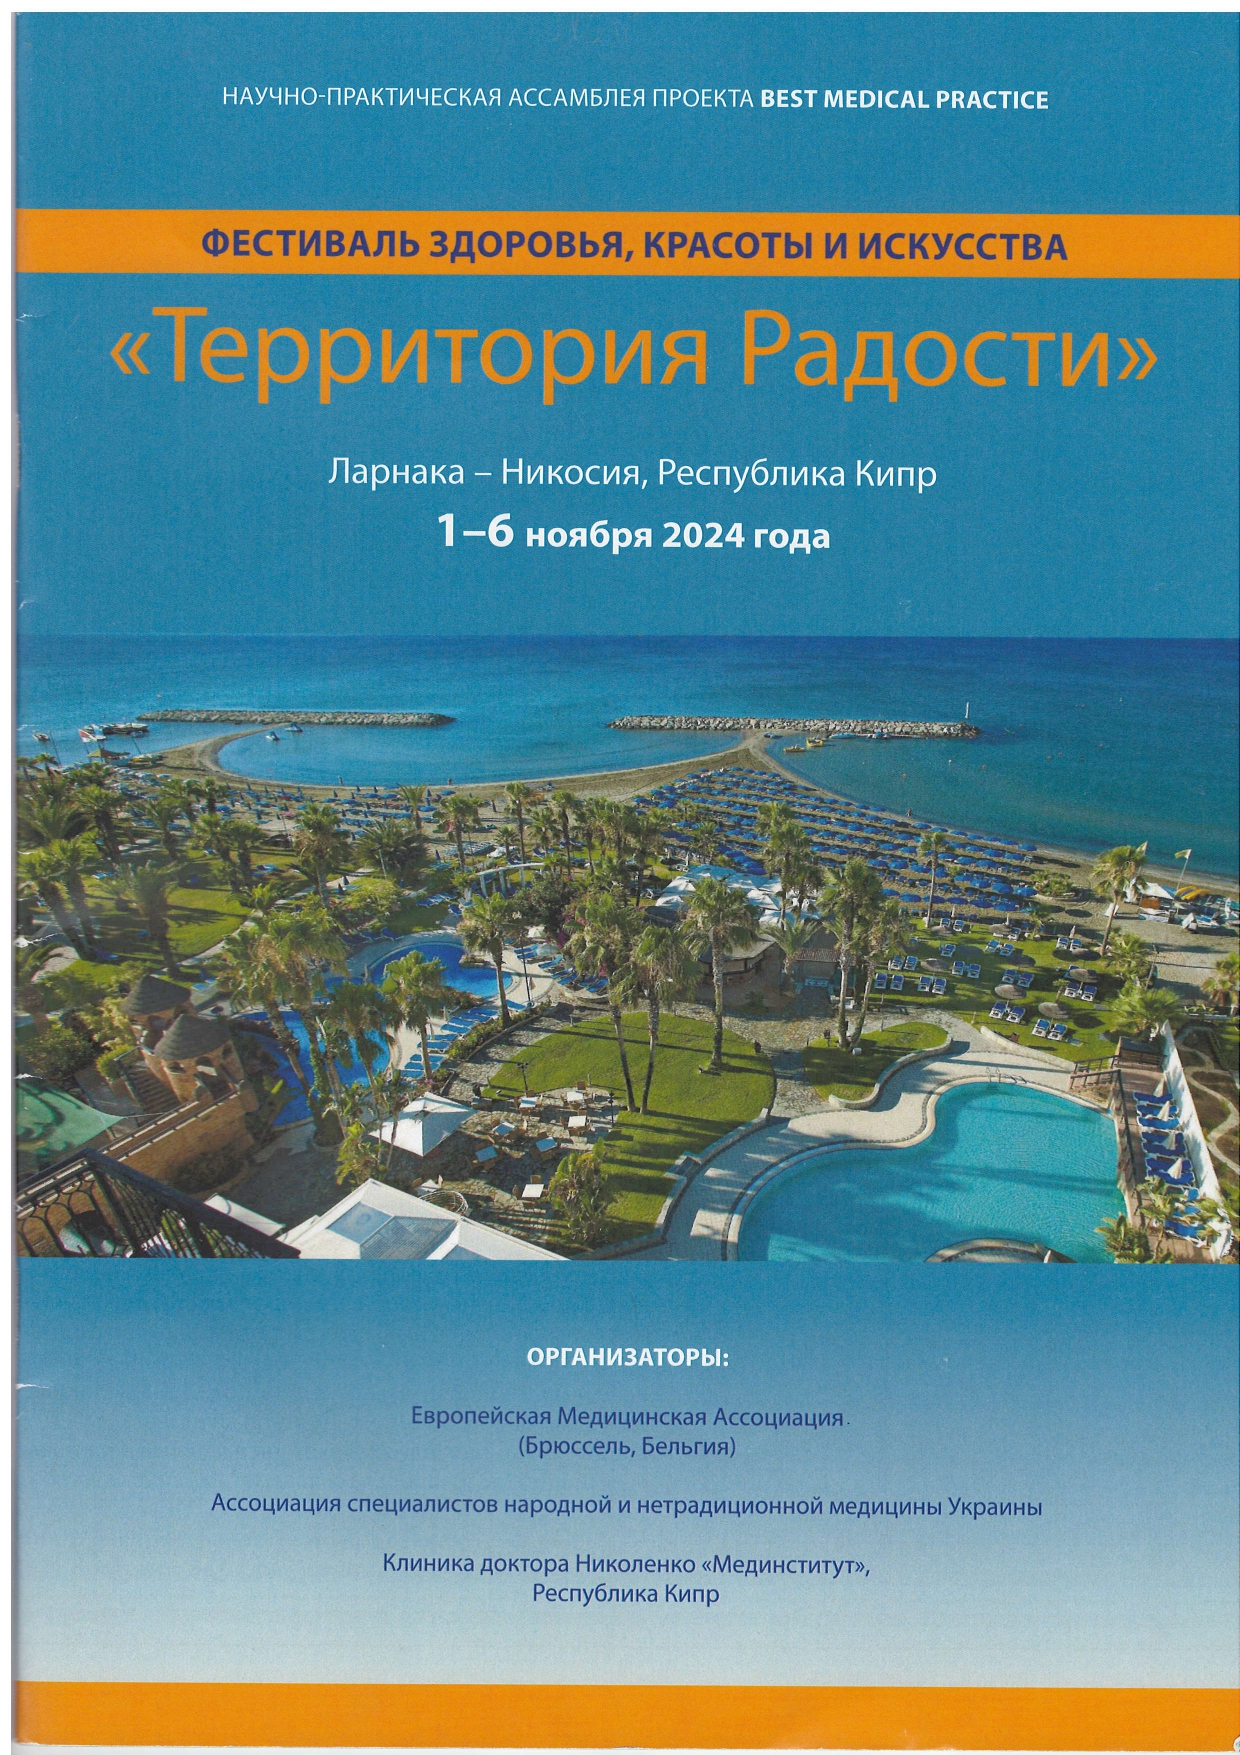 НАУЧНО-ПРАКТИЧЕСКАЯ АССАМБЛЕЯ ПРОЕКТА BEST MEDICAL PRACTICE
ФЕСТИВАЛЬ ЗДОРОВЬЯ, КРАСОТЫ И ИСКУССТВА
«Территория Радости»
Ларнака – Никосия, Республика Кипр
1–6 ноября 2024 года
ОРГАНИЗАТОРЫ:
Европейская Медицинская Ассоциация.
(Брюссель, Бельгия)
Ассоциация специалистов народной и нетрадиционной медицины Украины
Клиника доктора Николенко «Мединститут»,
Республика Кипр